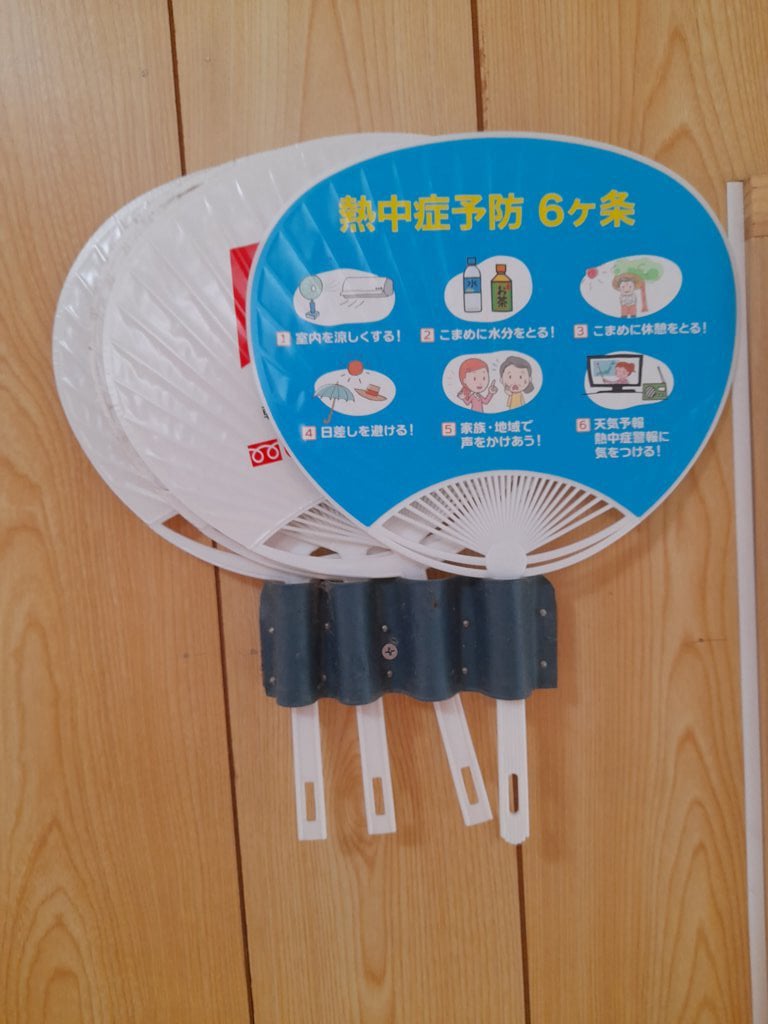 熱中症予防 6ヶ条
水
お茶
1 室内を涼しくする!
2 こまめに水分をとる!
3 こまめに休憩をとる!
4 日差しを避ける!
5 家族・地域で
声をかけあう!
6 天気予報
熱中症警報に
気をつける!